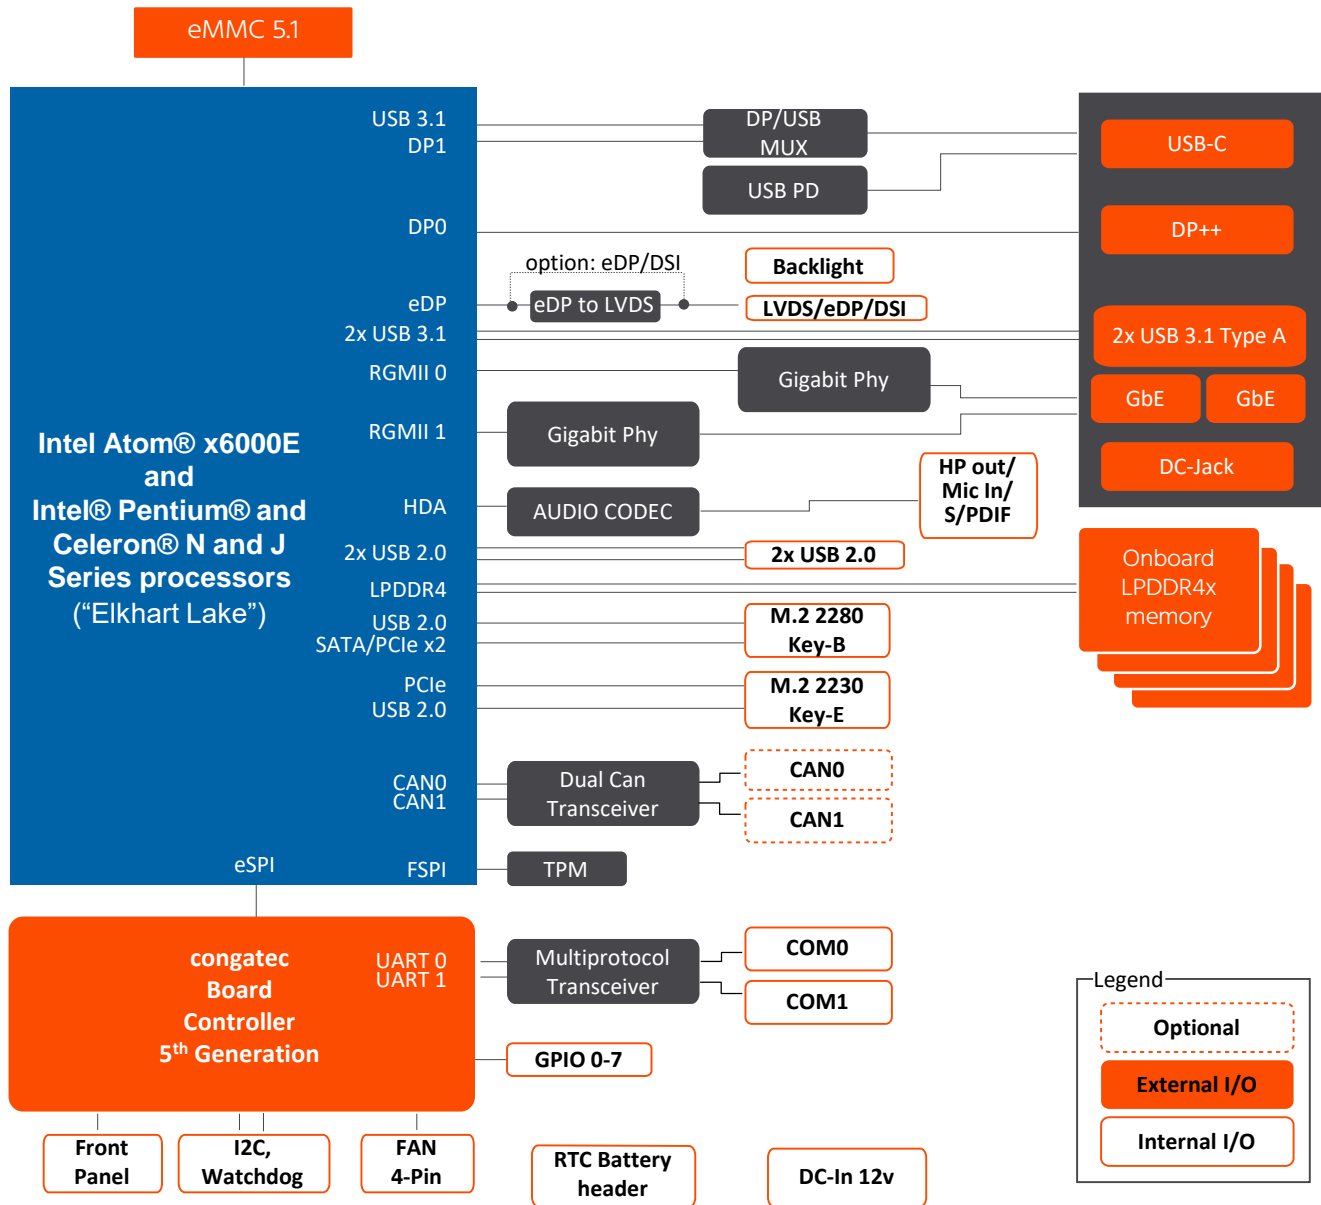 eMMC 5.1
USB 3.1
DP1
DP/USB
MUX
USB-C
USB PD
DP0
DP++
option: eDP/DSI
Backlight
eDP
eDP to LVDS
LVDS/eDP/DSI
2x USB 3.1
2x USB 3.1 Type A
RGMII 0
Gigabit Phy
GbE
GbE
RGMII 1
Gigabit Phy
Intel Atom® x6000E
and
Intel® Pentium® and
Celeron® N and J
Series processors
("Elkhart Lake")
DC-Jack
HP out/
Mic In/
S/PDIF
HDA
AUDIO CODEC
2x USB 2.0
2x USB 2.0
LPDDR4
Onboard
LPDDR4x
memory
USB 2.0
SATA/PCIe x2
M.2 2280
Key-B
PCIe
USB 2.0
M.2 2230
Key-E
CAN0
CAN1
Dual Can
Transceiver
CAN0
CAN1
eSPI
FSPI
TPM
congatec
Board
Controller
5th Generation
UART 0
UART 1
Multiprotocol
Transceiver
COM0
COM1
GPIO 0-7
Legend
Optional
External I/O
Internal I/O
Front
Panel
I2C,
Watchdog
FAN
4-Pin
RTC Battery
header
DC-In 12v